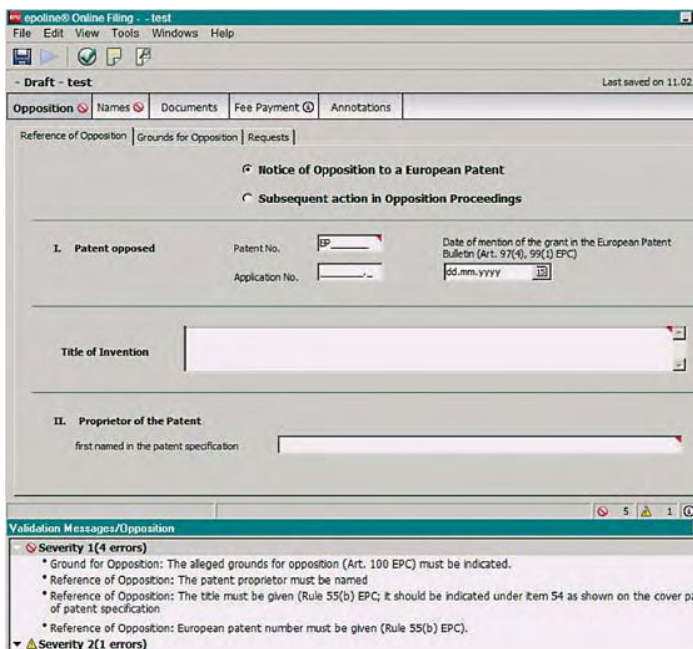 epoline® Online Filing - - test
File Edit View Tools Windows Help
- Draft - test
Last saved on 11.02
Opposition Names Documents Fee Payment Annotations
Reference of Opposition Grounds for Opposition Requests
Notice of Opposition to a European Patent
Subsequent action in Opposition Proceedings
I. Patent opposed
Patent No. EP______
Date of mention of the grant in the European Patent
Bulletin (Art. 97(4), 99(1) EPC)
Application No. ______._
dd.mm.yyyy 15
Title of Invention
II. Proprietor of the Patent
first named in the patent specification
5 1
Validation Messages/Opposition
Severity 1(4 errors)
* Ground for Opposition: The alleged grounds for opposition (Art. 100 EPC) must be indicated.
* Reference of Opposition: The patent proprietor must be named
* Reference of Opposition: The title must be given (Rule 55(b) EPC; it should be indicated under item 54 as shown on the cover pa
of patent specification
* Reference of Opposition: European patent number must be given (Rule 55(b) EPC).
Severity 2(1 errors)